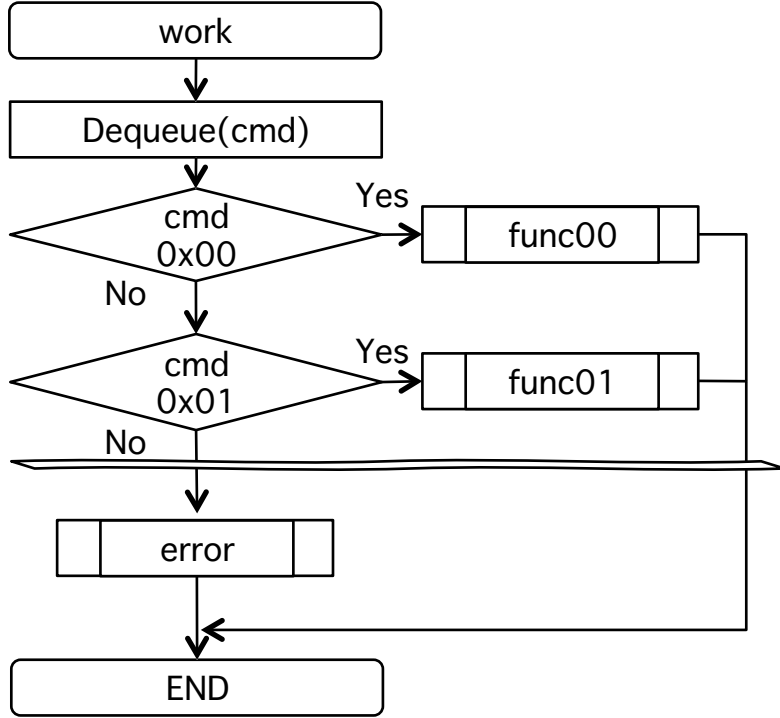 work
Dequeue(cmd)
cmd
0x00
Yes
func00
No
cmd
0x01
Yes
func01
No
error
END